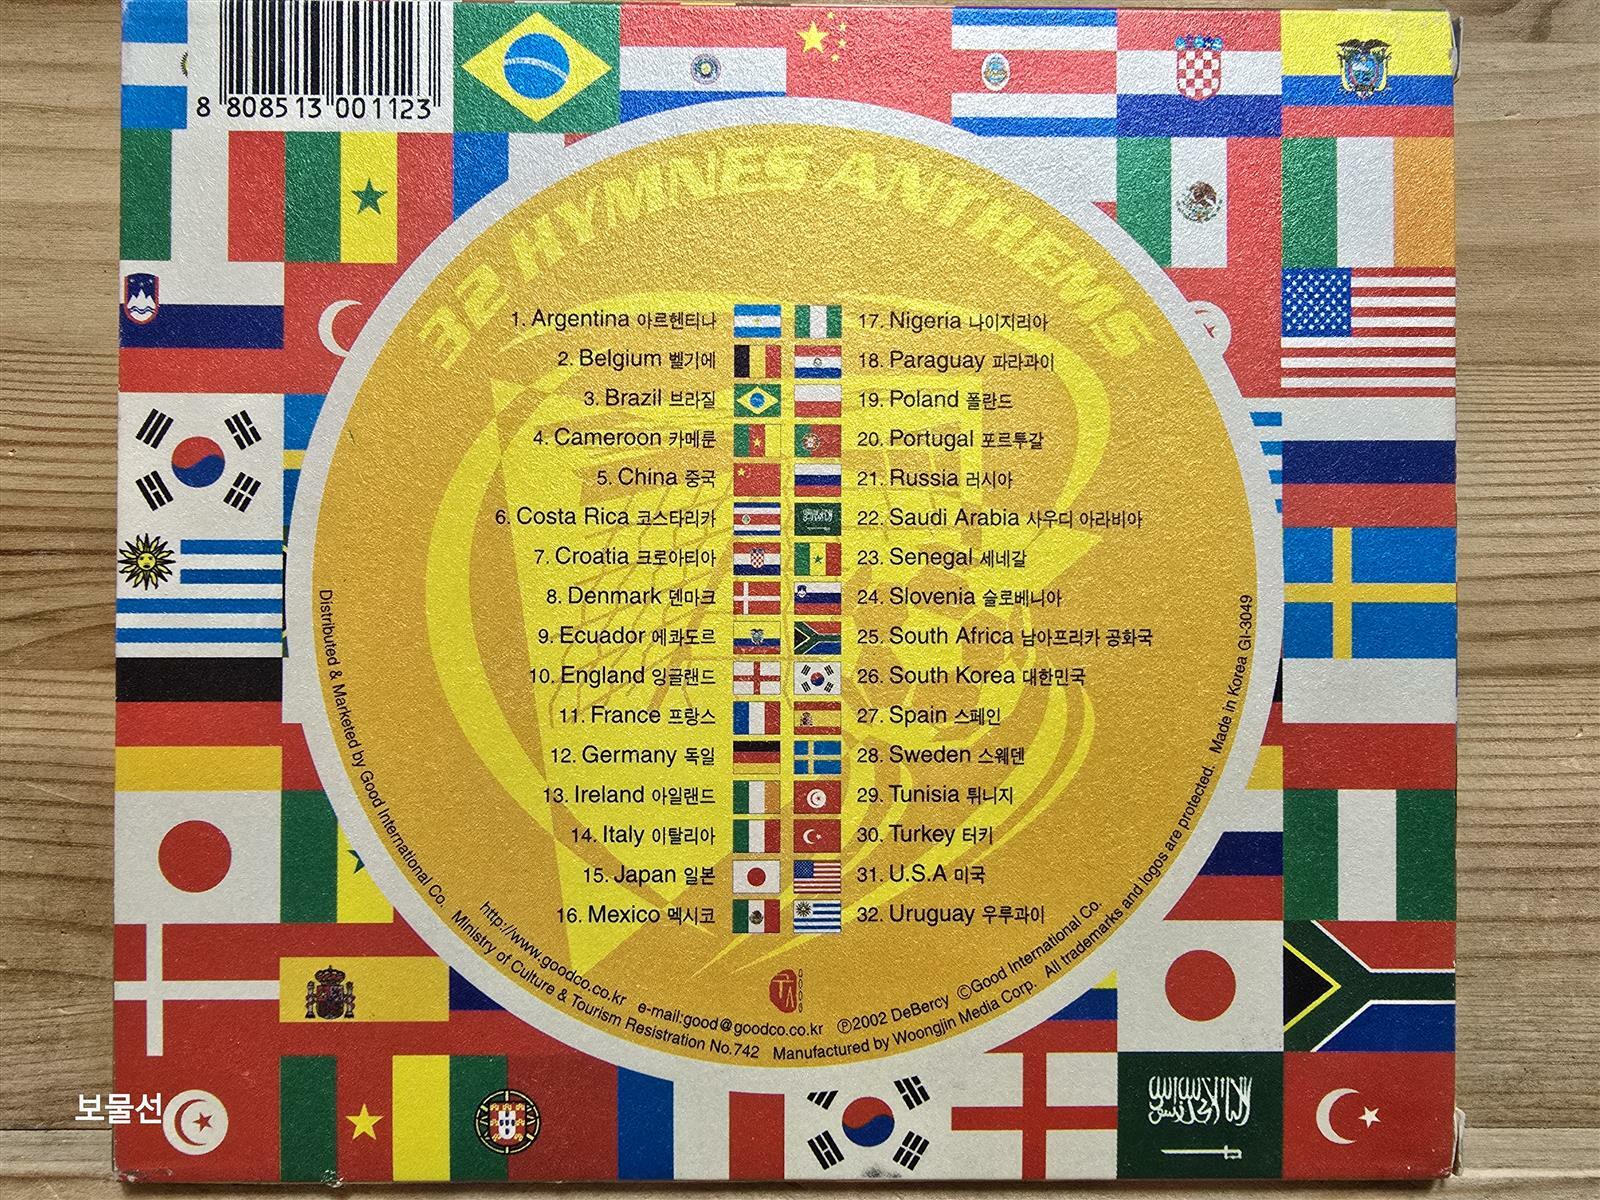 8 808513 001123
32 HYMNES ANTHEMS
1. Argentina 아르헨티나
2. Belgium 벨기에
3. Brazil 브라질
4. Cameroon 카메룬
5. China 중국
6. Costa Rica 코스타리카
7. Croatia 크로아티아
8. Denmark 덴마크
9. Ecuador 에콰도르
10. England 잉글랜드
11. France 프랑스
12. Germany 독일
13. Ireland 아일랜드
14. Italy 이탈리아
15. Japan 일본
16. Mexico 멕시코
17. Nigeria 나이지리아
18. Paraguay 파라과이
19. Poland 폴란드
20. Portugal 포르투갈
21. Russia 러시아
22. Saudi Arabia 사우디 아라비아
23. Senegal 세네갈
24. Slovenia 슬로베니아
25. South Africa 남아프리카 공화국
26. South Korea 대한민국
27. Spain 스페인
28. Sweden 스웨덴
29. Tunisia 튀니지
30. Turkey 터키
31. U.S.A 미국
32. Uruguay 우루과이
http://www.goodco.co.kr e-mail:good@goodco.co.kr ℗2002 DeBercy ©Good International Co.
Distributed & Marketed by Good International Co. Ministry of Culture & Tourism Resistration No.742 Manufactured by Woongjin Media Corp. All trademarks and logos are protected. Made in Korea GI-3049
보물선